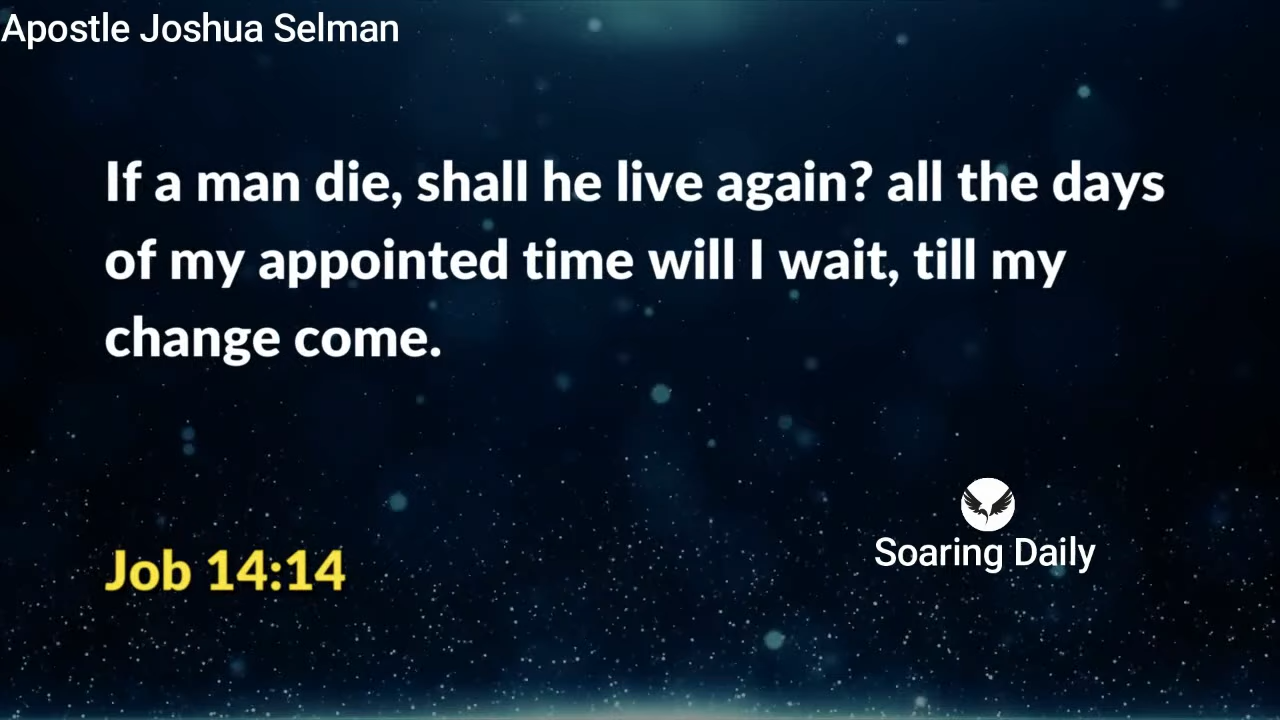 Apostle Joshua Selman
If a man die, shall he live again? all the days
of my appointed time will I wait, till my
change come.
Job 14:14
Soaring Daily